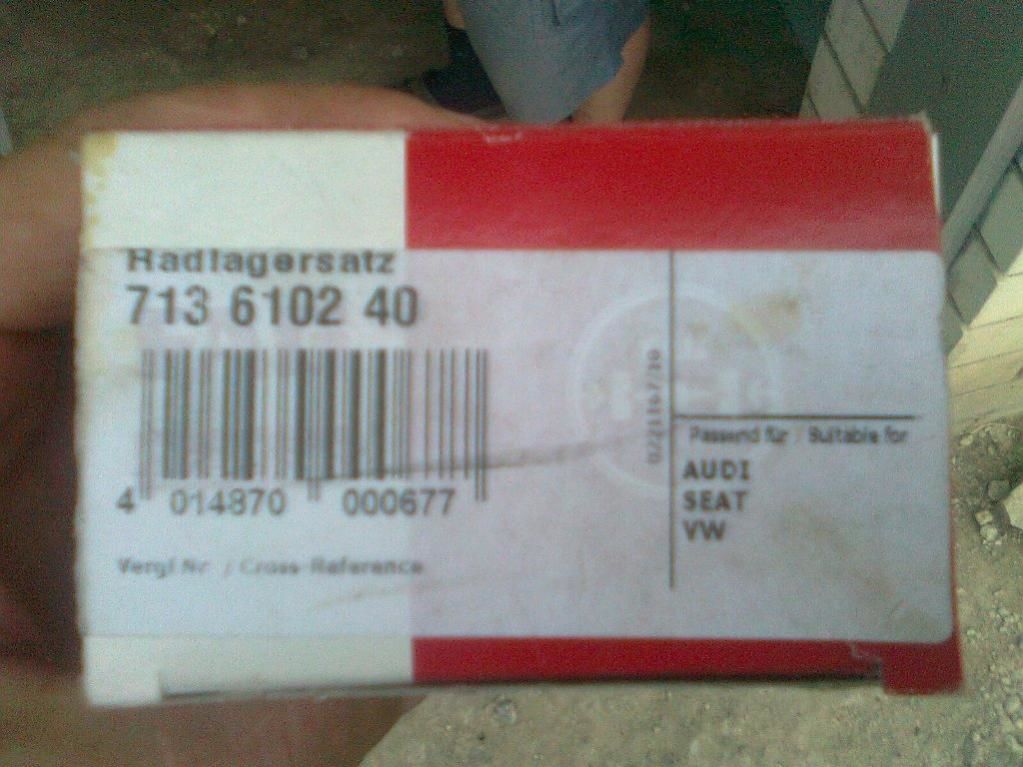 Radlagersatz
713 6102 40
4 014870 000677
Vergl Nr. / Cross-Reference
Passend für / Suitable for
AUDI
SEAT
VW